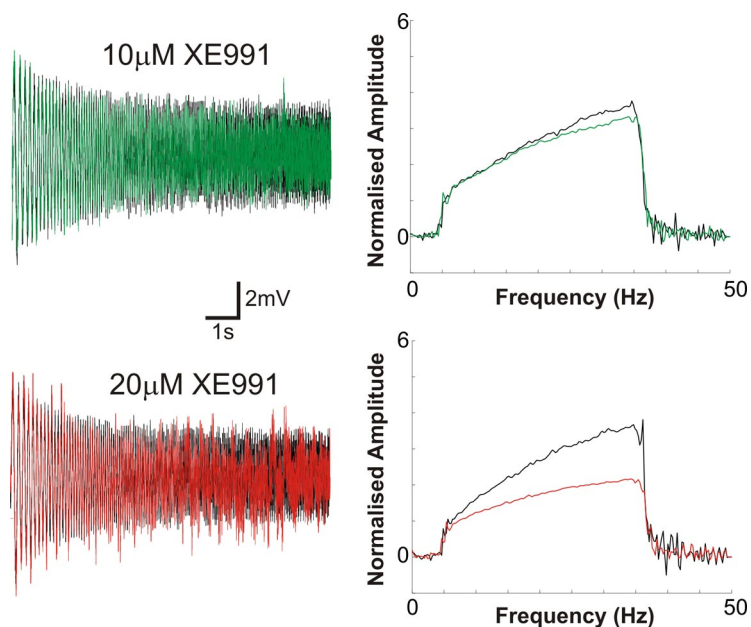 10μM XE991
6
Normalised Amplitude
0
0
50
Frequency (Hz)
2mV
1s
20μM XE991
6
Normalised Amplitude
0
0
50
Frequency (Hz)